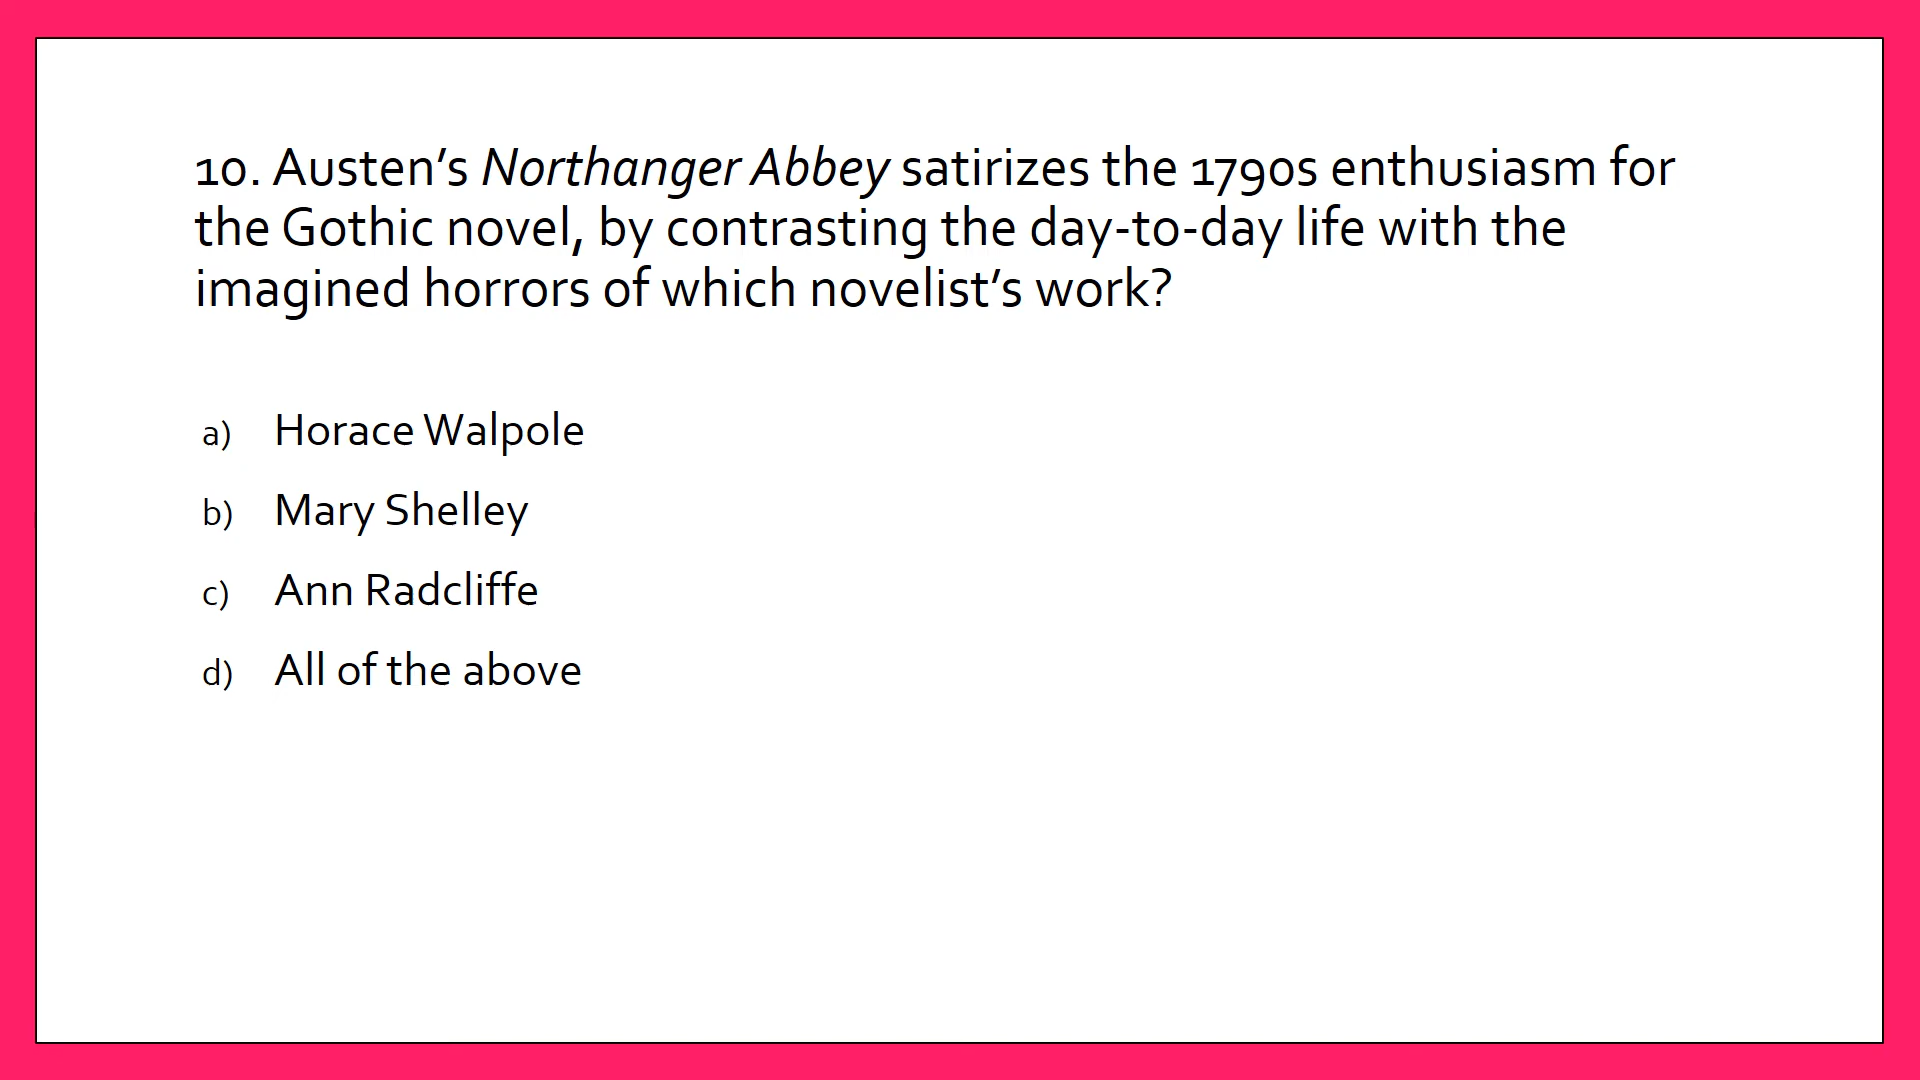 10. Austen’s Northanger Abbey satirizes the 1790s enthusiasm for
the Gothic novel, by contrasting the day-to-day life with the
imagined horrors of which novelist’s work?
a) Horace Walpole
b) Mary Shelley
c) Ann Radcliffe
d) All of the above